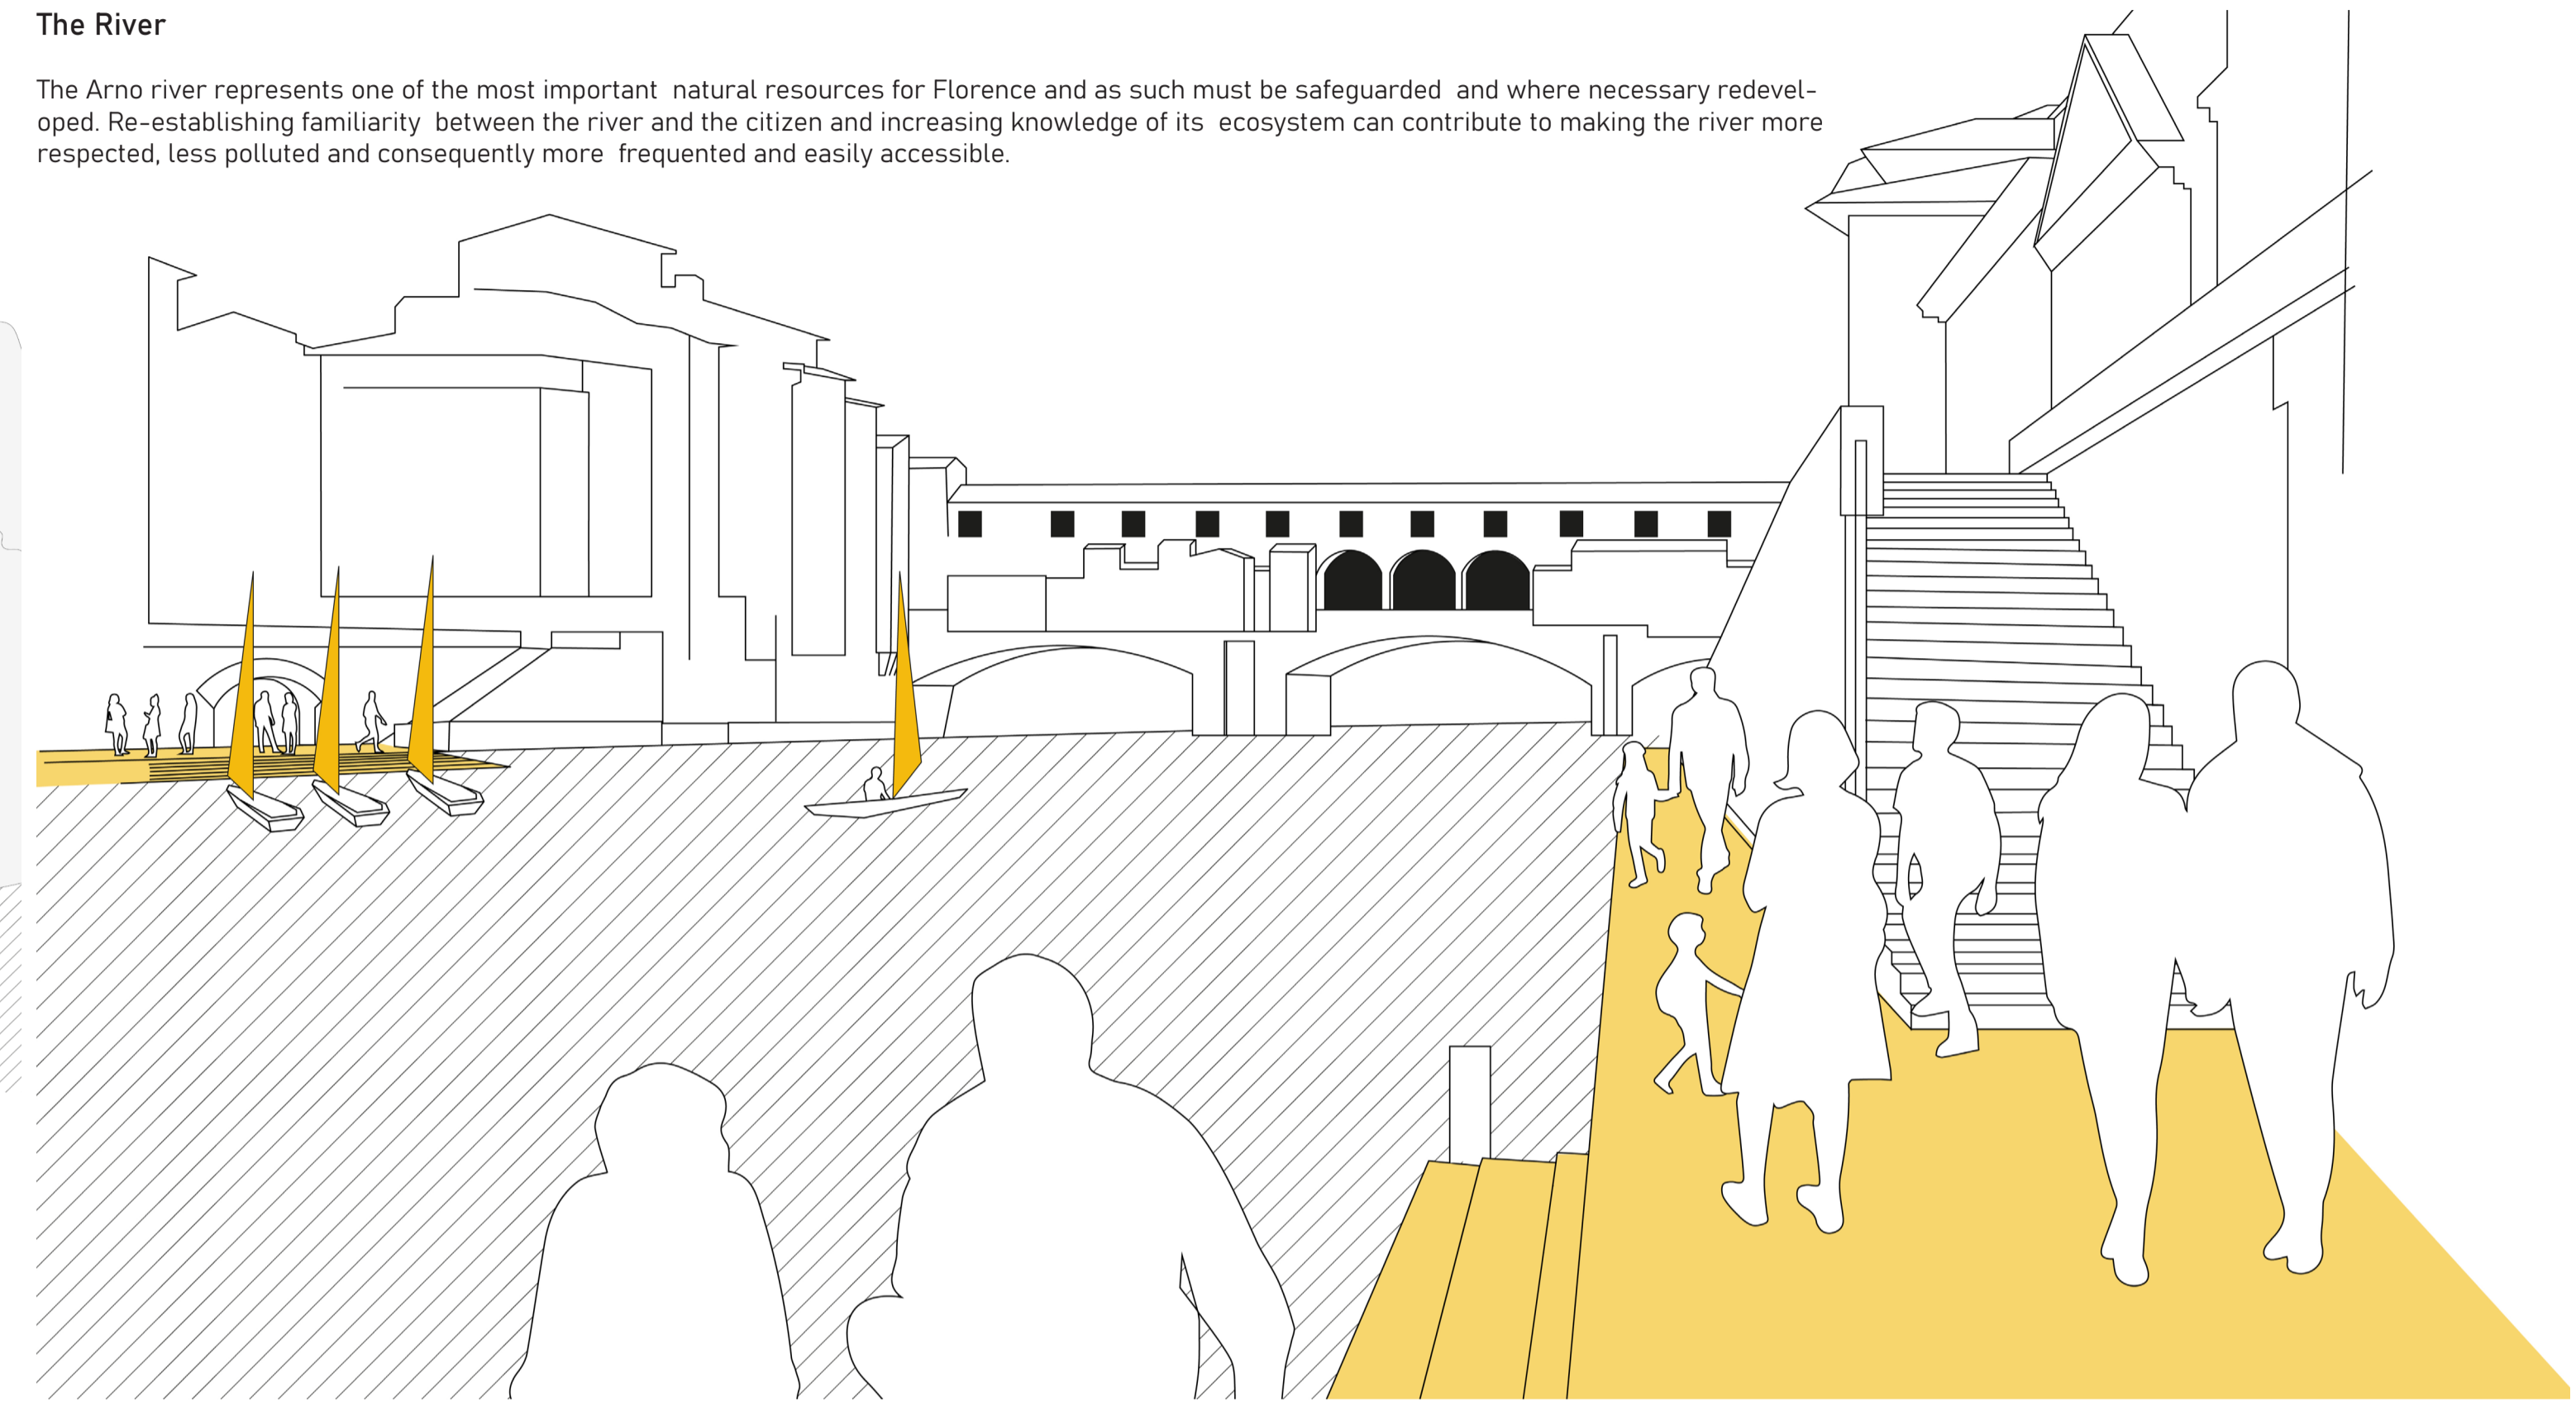 The River
The Arno river represents one of the most important  natural resources for Florence and as such must be safeguarded  and where necessary redevel-
oped. Re-establishing familiarity  between the river and the citizen and increasing knowledge of its  ecosystem can contribute to making the river more
respected, less polluted and consequently more  frequented and easily accessible.